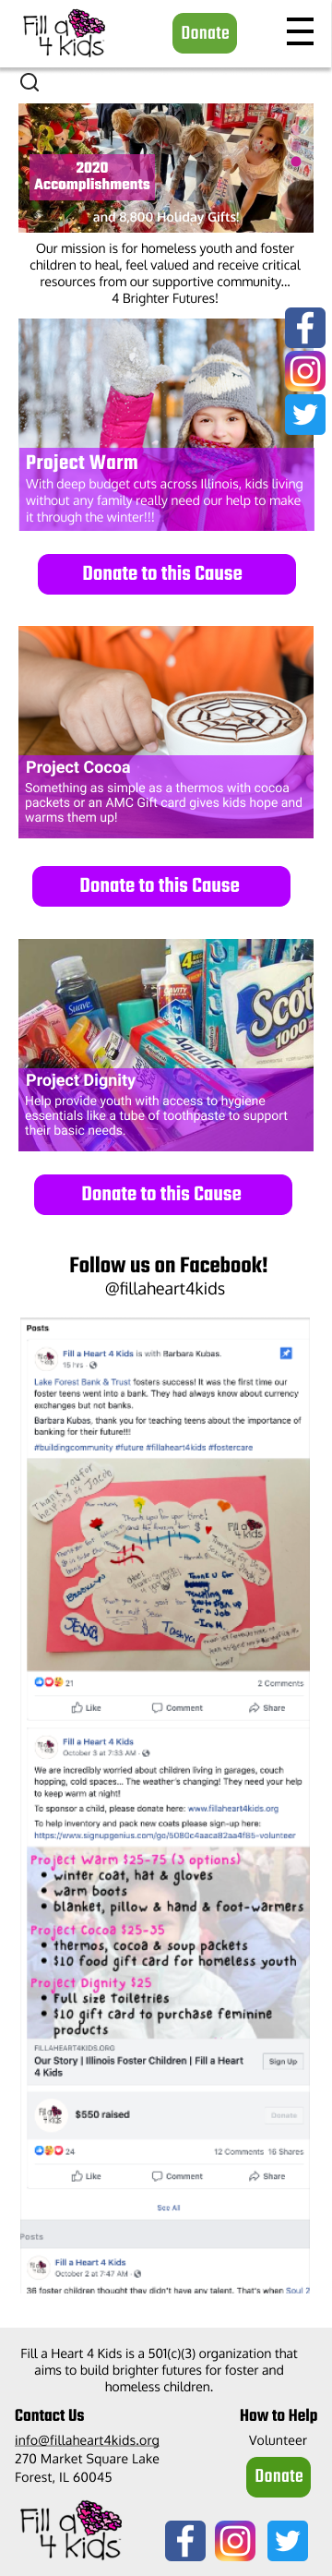 Fill a
4 kids
Donate
2020
Accomplishments
and 8,800 Holiday Gifts!
Our mission is for homeless youth and foster
children to heal, feel valued and receive critical
resources from our supportive community...
4 Brighter Futures!
Project Warm
With deep budget cuts across Illinois, kids living
without any family really need our help to make
it through the winter!!!
Donate to this Cause
Project Cocoa
Something as simple as a thermos with cocoa
packets or an AMC Gift card gives kids hope and
warms them up!
Donate to this Cause
Suave
CAVITY
Aquafresh
Scott
1000
Project Dignity
Help provide youth with access to hygiene
essentials like a tube of toothpaste to support
their basic needs.
Donate to this Cause
Follow us on Facebook!
@fillaheart4kids
Posts
Fill a Heart 4 Kids is with Barbara Kubas.
15 hrs
Lake Forest Bank & Trust fosters success! It was the first time our
foster teens went into a bank. They had always know about currency
exchanges but not banks.
Barbara Kubas, thank you for teaching teens about the importance of
banking for their future!!!
#buildingcommunity #future #fillaheart4kids #fostercare
Fill a
4 kids
21
2 Comments
Like
Comment
Share
Fill a Heart 4 Kids
October 3 at 7:33 AM
We are incredibly worried about children living in garages, couch
hopping, cold spaces... The weather's changing! They need your help
to keep warm at night!
To sponsor a child, please donate here: www.fillaheart4kids.org
To help inventory and pack new coats please sign-up here:
https://www.signupgenius.com/go/5080c4aaca82aa4f85-volunteer
Project Warm $25-75 (3 options)
• winter coat, hat & gloves
• warm boots
• blanket, pillow & hand & foot-warmers
Project Cocoa $25-35
• thermos, cocoa & soup packets
• $10 food gift card for homeless youth
Project Dignity $25
• Full size toiletries
• $10 gift card to purchase feminine
products
FILLAHEART4KIDS.ORG
Our Story | Illinois Foster Children | Fill a Heart
4 Kids
Sign Up
$550 raised
Donate
24
12 Comments 16 Shares
Like
Comment
Share
See All
Posts
Fill a Heart 4 Kids
October 2 at 7:47 AM
36 foster children thought they didn't have any talent. That's when Soul 2
Fill a Heart 4 Kids is a 501(c)(3) organization that
aims to build brighter futures for foster and
homeless children.
Contact Us
How to Help
info@fillaheart4kids.org
Volunteer
270 Market Square Lake
Forest, IL 60045
Donate
Fill a
4 kids